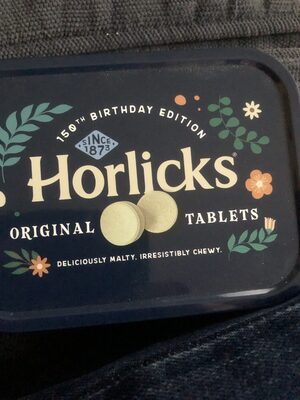 150TH BIRTHDAY EDITION
SINCE
1873
Horlicks
ORIGINAL TABLETS
DELICIOUSLY MALTY. IRRESISTIBLY CHEWY.